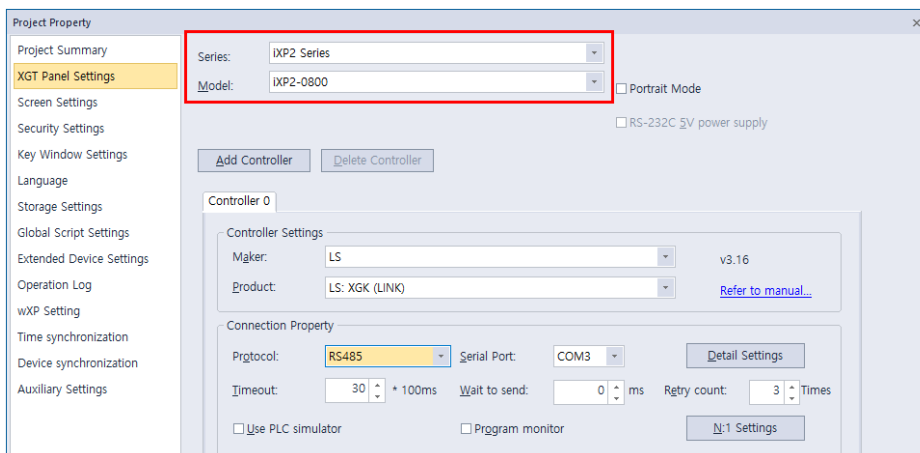 Project Property
Project Summary
XGT Panel Settings
Screen Settings
Security Settings
Key Window Settings
Language
Storage Settings
Global Script Settings
Extended Device Settings
Operation Log
wXP Setting
Time synchronization
Device synchronization
Auxiliary Settings
Series: iXP2 Series
Model: iXP2-0800
Portrait Mode
RS-232C 5V power supply
Add Controller Delete Controller
Controller 0
Controller Settings
Maker: LS v3.16
Product: LS: XGK (LINK) Refer to manual...
Connection Property
Protocol: RS485 Serial Port: COM3 Detail Settings
Timeout: 30 * 100ms Wait to send: 0 ms Retry count: 3 Times
Use PLC simulator Program monitor N:1 Settings